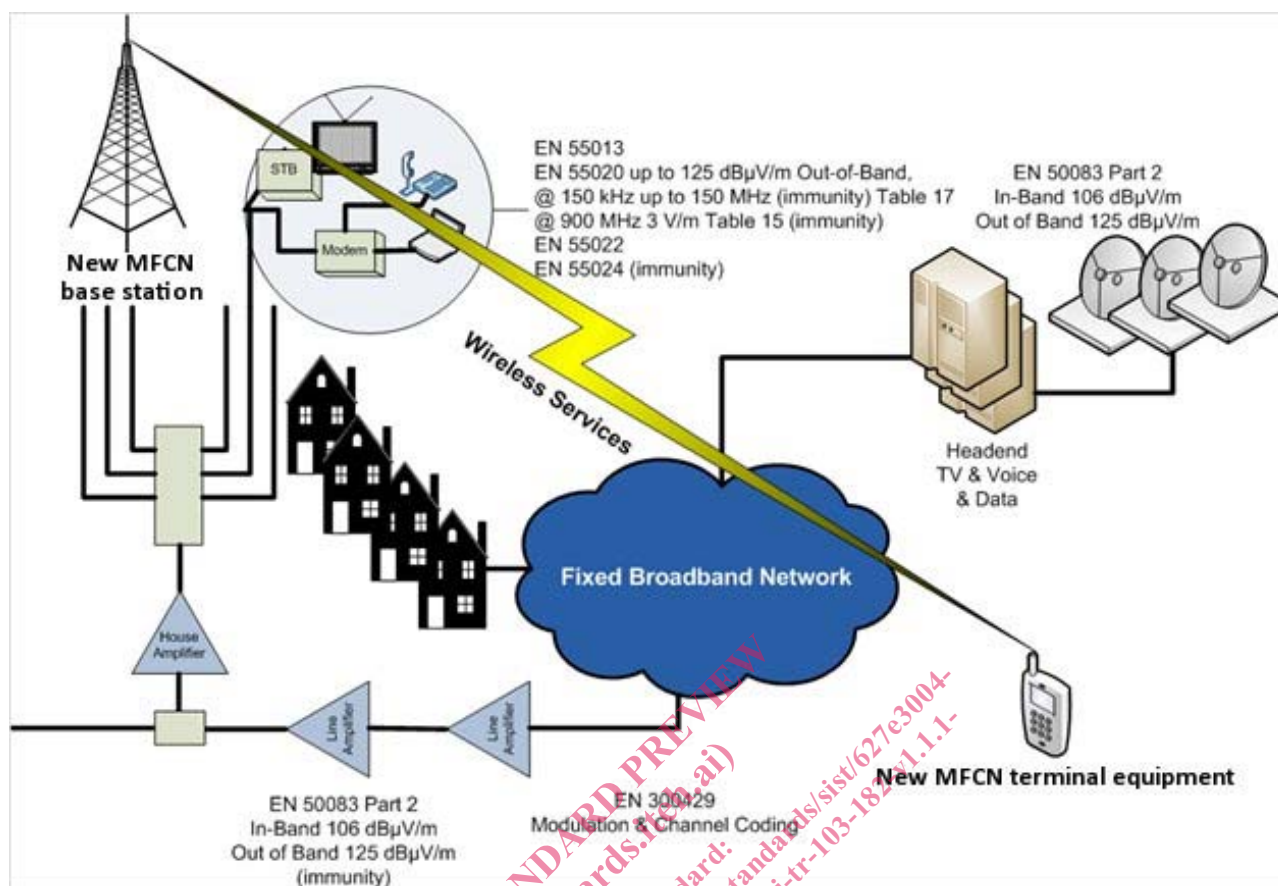 STB
Modem
EN 55013
EN 55020 up to 125 dBµV/m Out-of-Band,
@ 150 kHz up to 150 MHz (immunity) Table 17
@ 900 MHz 3 V/m Table 15 (immunity)
EN 55022
EN 55024 (immunity)
EN 50083 Part 2
In-Band 106 dBµV/m
Out of Band 125 dBµV/m
New MFCN
base station
Wireless Services
Headend
TV & Voice
& Data
Fixed Broadband Network
House
Amplifier
Line
Amplifier
Line
Amplifier
New MFCN terminal equipment
EN 50083 Part 2
In-Band 106 dBµV/m
Out of Band 125 dBµV/m
(immunity)
EN 300429
Modulation & Channel Coding